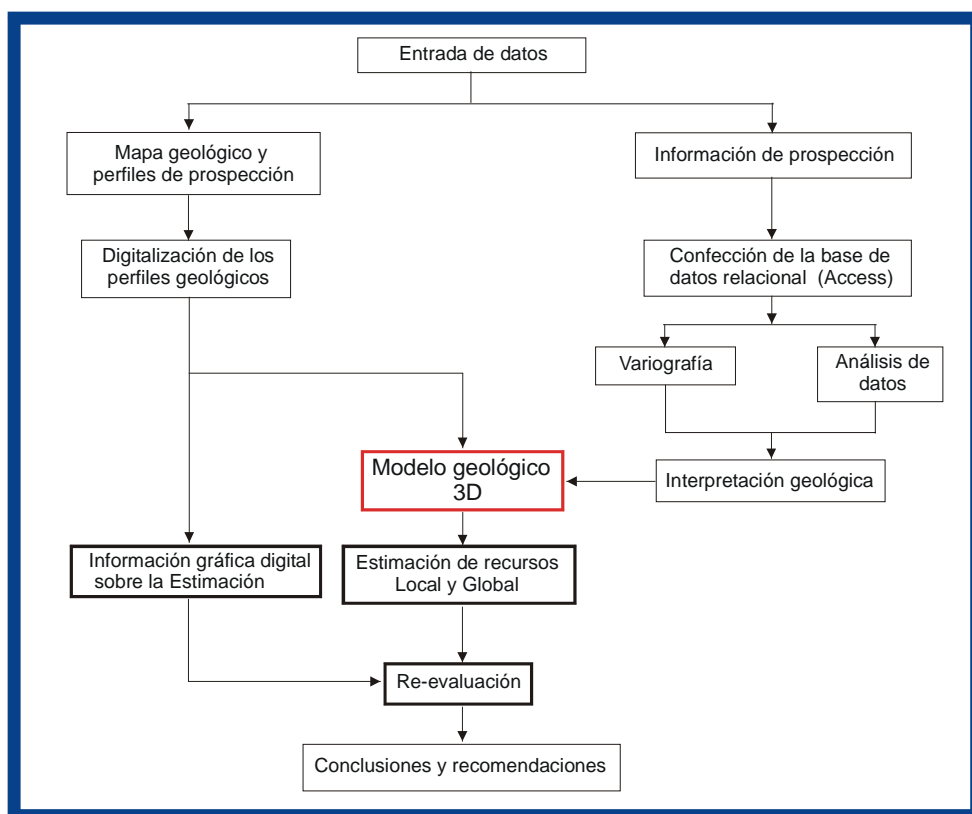 Entrada de datos
Mapa geológico y
perfiles de prospección
Información de prospección
Digitalización de los
perfiles geológicos
Confección de la base de
datos relacional (Access)
Variografía
Análisis de
datos
Modelo geológico
3D
Interpretación geológica
Información gráfica digital
sobre la Estimación
Estimación de recursos
Local y Global
Re-evaluación
Conclusiones y recomendaciones